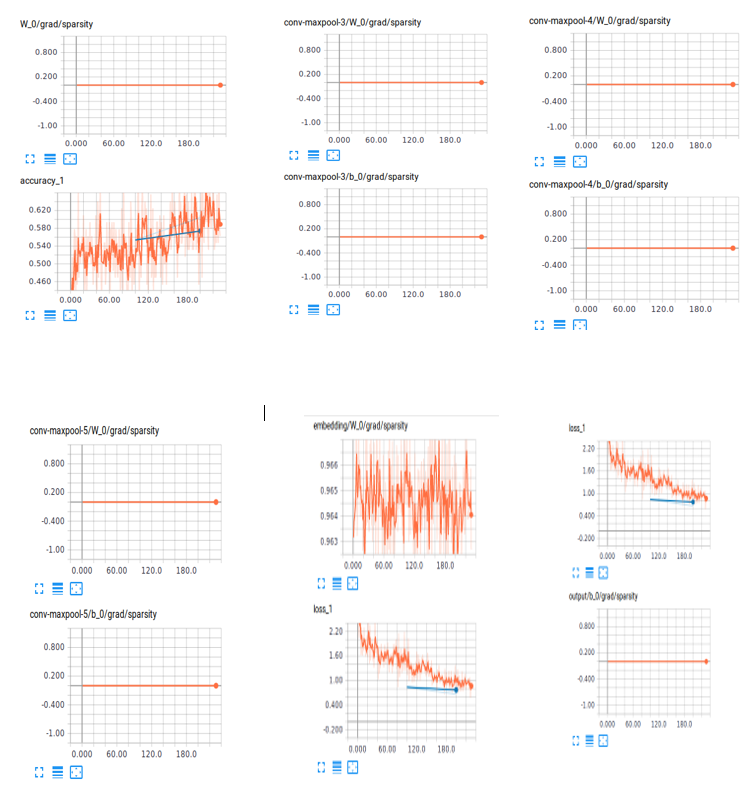 W_0/grad/sparsity
0.800
0.200
-0.400
-1.00
0.000 60.00 120.0 180.0
conv-maxpool-3/W_0/grad/sparsity
0.800
0.200
-0.400
-1.00
0.000 60.00 120.0 180.0
conv-maxpool-4/W_0/grad/sparsity
0.800
0.200
-0.400
-1.00
0.000 60.00 120.0 180.0
accuracy_1
0.620
0.580
0.540
0.500
0.460
0.000 60.00 120.0 180.0
conv-maxpool-3/b_0/grad/sparsity
0.800
0.200
-0.400
-1.00
0.000 60.00 120.0 180.0
conv-maxpool-4/b_0/grad/sparsity
0.800
0.200
-0.400
-1.00
0.000 60.00 120.0 180.0
conv-maxpool-5/W_0/grad/sparsity
0.800
0.200
-0.400
-1.00
0.000 60.00 120.0 180.0
embedding/W_0/grad/sparsity
0.966
0.965
0.964
0.963
0.000 60.00 120.0 180.0
loss_1
2.20
1.60
1.00
0.400
-0.200
0.000 60.00 120.0 180.0
conv-maxpool-5/b_0/grad/sparsity
0.800
0.200
-0.400
-1.00
0.000 60.00 120.0 180.0
loss_1
2.20
1.60
1.00
0.400
-0.200
0.000 60.00 120.0 180.0
output/b_0/grad/sparsity
0.800
0.200
-0.400
-1.00
0.000 60.00 120.0 180.0